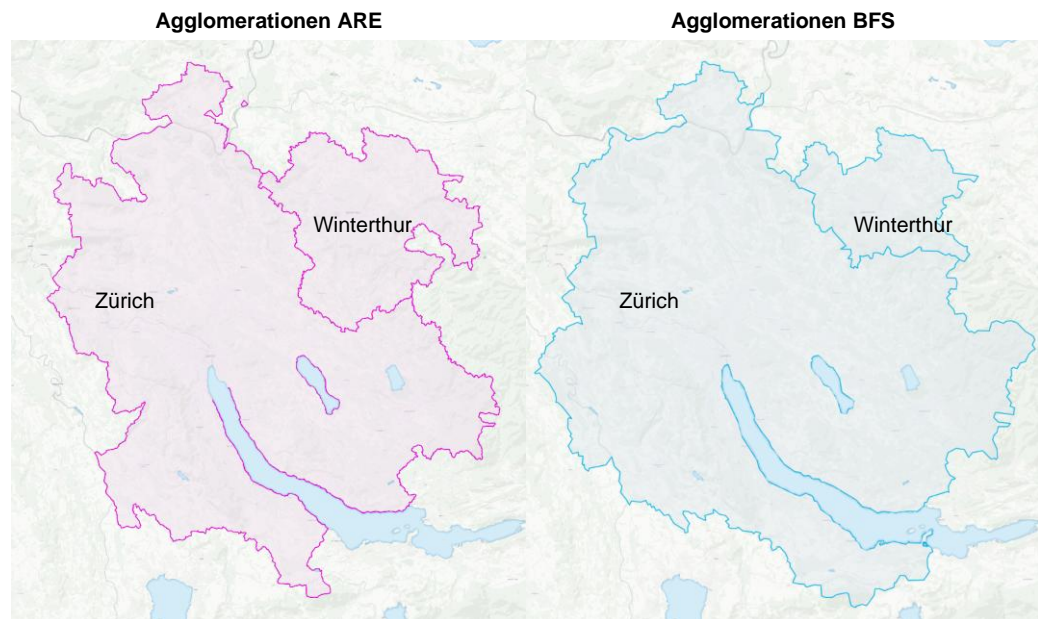 Agglomerationen ARE
Agglomerationen BFS
Winterthur
Zürich
Winterthur
Zürich